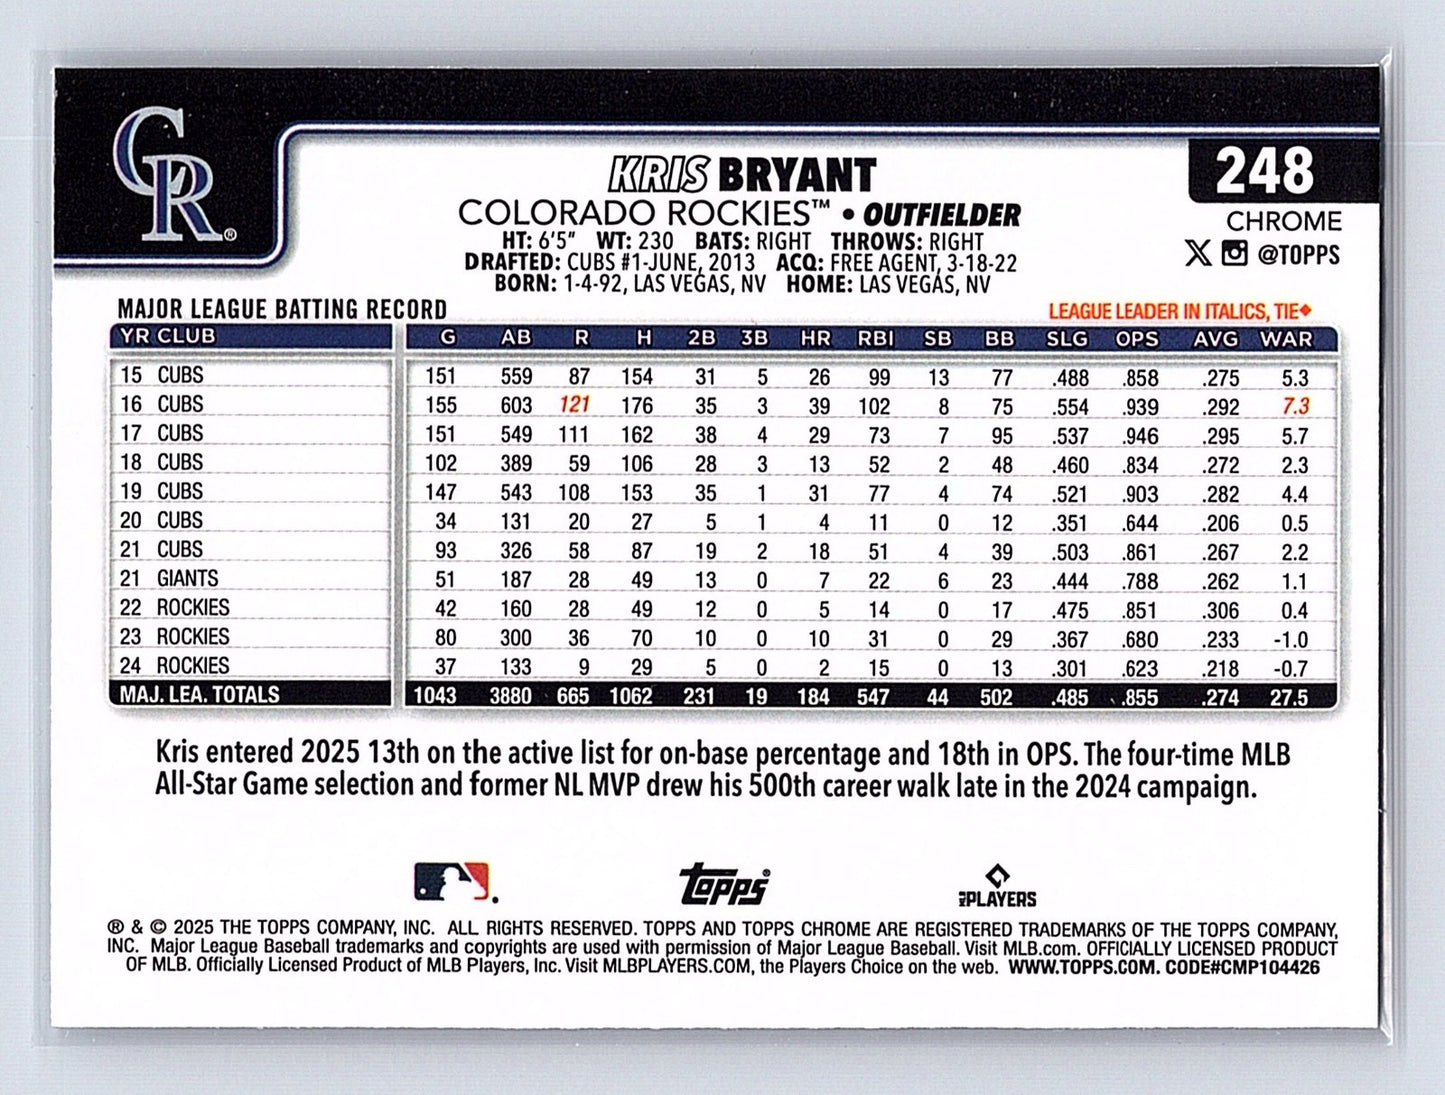 CR®
KRIS BRYANT
248
COLORADO ROCKIES™ • OUTFIELDER
CHROME
HT: 6'5" WT: 230 BATS: RIGHT THROWS: RIGHT
@TOPPS
DRAFTED: CUBS #1-JUNE, 2013 ACQ: FREE AGENT, 3-18-22
BORN: 1-4-92, LAS VEGAS, NV HOME: LAS VEGAS, NV
MAJOR LEAGUE BATTING RECORD LEAGUE LEADER IN ITALICS, TIE◆
YR CLUB G AB R H 2B 3B HR RBI SB BB SLG OPS AVG WAR
15 CUBS 151 559 87 154 31 5 26 99 13 77 .488 .858 .275 5.3
16 CUBS 155 603 121 176 35 3 39 102 8 75 .554 .939 .292 7.3
17 CUBS 151 549 111 162 38 4 29 73 7 95 .537 .946 .295 5.7
18 CUBS 102 389 59 106 28 3 13 52 2 48 .460 .834 .272 2.3
19 CUBS 147 543 108 153 35 1 31 77 4 74 .521 .903 .282 4.4
20 CUBS 34 131 20 27 5 1 4 11 0 12 .351 .644 .206 0.5
21 CUBS 93 326 58 87 19 2 18 51 4 39 .503 .861 .267 2.2
21 GIANTS 51 187 28 49 13 0 7 22 6 23 .444 .788 .262 1.1
22 ROCKIES 42 160 28 49 12 0 5 14 0 17 .475 .851 .306 0.4
23 ROCKIES 80 300 36 70 10 0 10 31 0 29 .367 .680 .233 -1.0
24 ROCKIES 37 133 9 29 5 0 2 15 0 13 .301 .623 .218 -0.7
MAJ. LEA. TOTALS 1043 3880 665 1062 231 19 184 547 44 502 .485 .855 .274 27.5
Kris entered 2025 13th on the active list for on-base percentage and 18th in OPS. The four-time MLB
All-Star Game selection and former NL MVP drew his 500th career walk late in the 2024 campaign.
topps® MLBPLAYERS
® & © 2025 THE TOPPS COMPANY, INC. ALL RIGHTS RESERVED. TOPPS AND TOPPS CHROME ARE REGISTERED TRADEMARKS OF THE TOPPS COMPANY,
INC. Major League Baseball trademarks and copyrights are used with permission of Major League Baseball. Visit MLB.com. OFFICIALLY LICENSED PRODUCT
OF MLB. Officially Licensed Product of MLB Players, Inc. Visit MLBPLAYERS.COM, the Players Choice on the web. WWW.TOPPS.COM. CODE#CMP104426